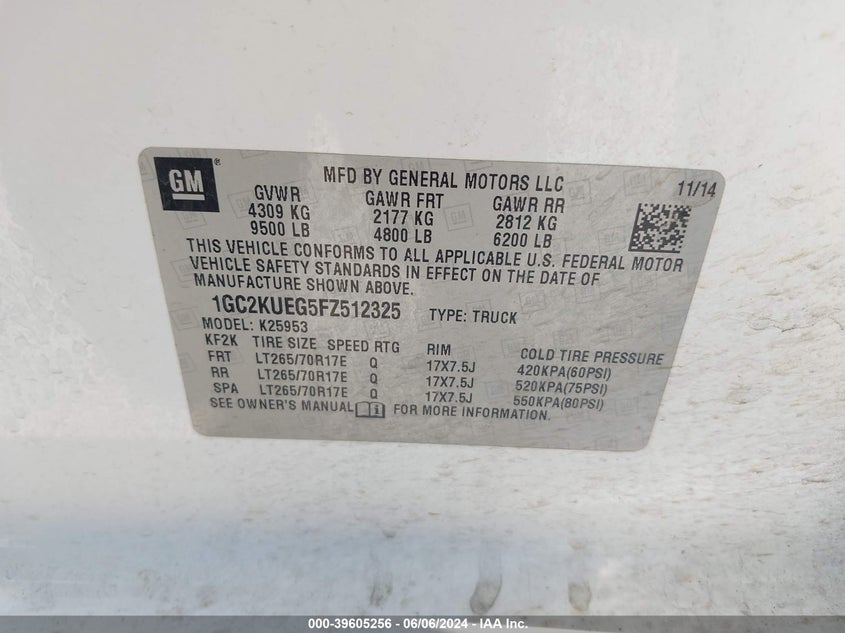 GM®
MFD BY GENERAL MOTORS LLC 11/14
GVWR GAWR FRT GAWR RR
4309 KG 2177 KG 2812 KG
9500 LB 4800 LB 6200 LB
THIS VEHICLE CONFORMS TO ALL APPLICABLE U.S. FEDERAL MOTOR
VEHICLE SAFETY STANDARDS IN EFFECT ON THE DATE OF
MANUFACTURE SHOWN ABOVE.
1GC2KUEG5FZ512325 TYPE: TRUCK
MODEL: K25953
KF2K TIRE SIZE SPEED RTG RIM COLD TIRE PRESSURE
FRT LT265/70R17E Q 17X7.5J 420KPA(60PSI)
RR LT265/70R17E Q 17X7.5J 520KPA(75PSI)
SPA LT265/70R17E Q 17X7.5J 550KPA(80PSI)
SEE OWNER'S MANUAL FOR MORE INFORMATION.
000-39605256 - 06/06/2024 - IAA Inc.